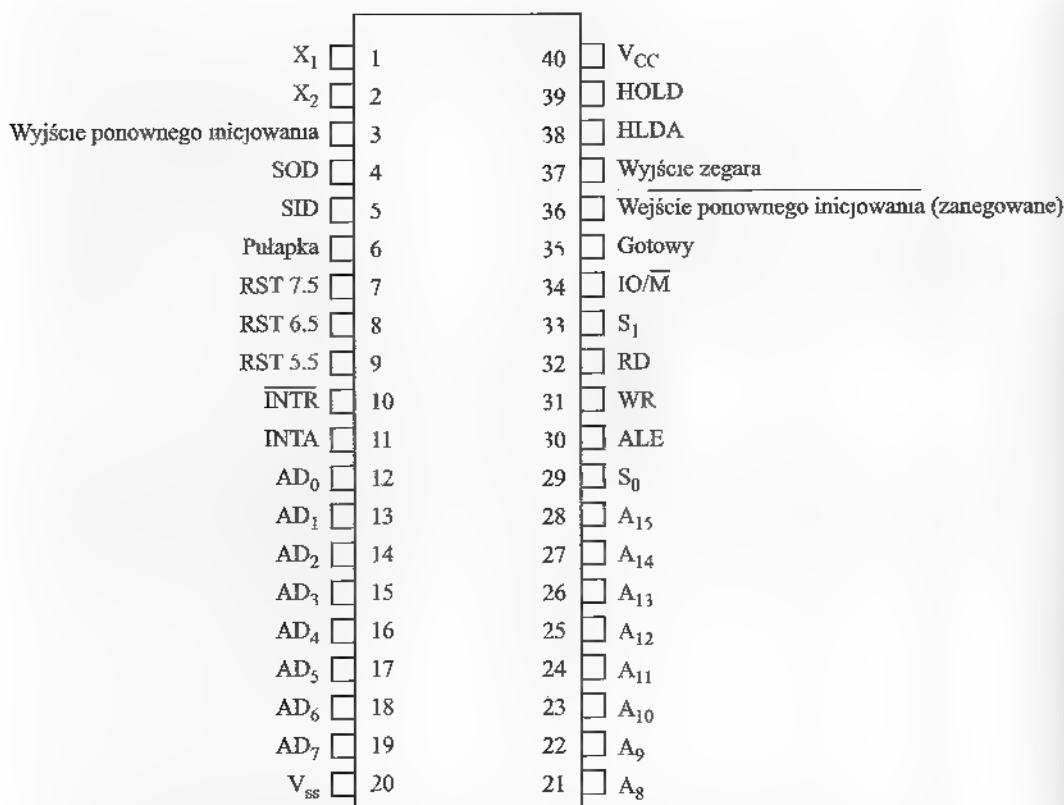 X₁ 1 40 V_CC
X₂ 2 39 HOLD
Wyjście ponownego inicjowania 3 38 HLDA
SOD 4 37 Wyjście zegara
SID 5 36 Wejście ponownego inicjowania (zanegowane)
Pułapka 6 35 Gotowy
RST 7.5 7 34 IO/M̅
RST 6.5 8 33 S₁
RST 5.5 9 32 RD
I̅N̅T̅R̅ 10 31 WR
INTA 11 30 ALE
AD₀ 12 29 S₀
AD₁ 13 28 A₁₅
AD₂ 14 27 A₁₄
AD₃ 15 26 A₁₃
AD₄ 16 25 A₁₂
AD₅ 17 24 A₁₁
AD₆ 18 23 A₁₀
AD₇ 19 22 A₉
V_ss 20 21 A₈